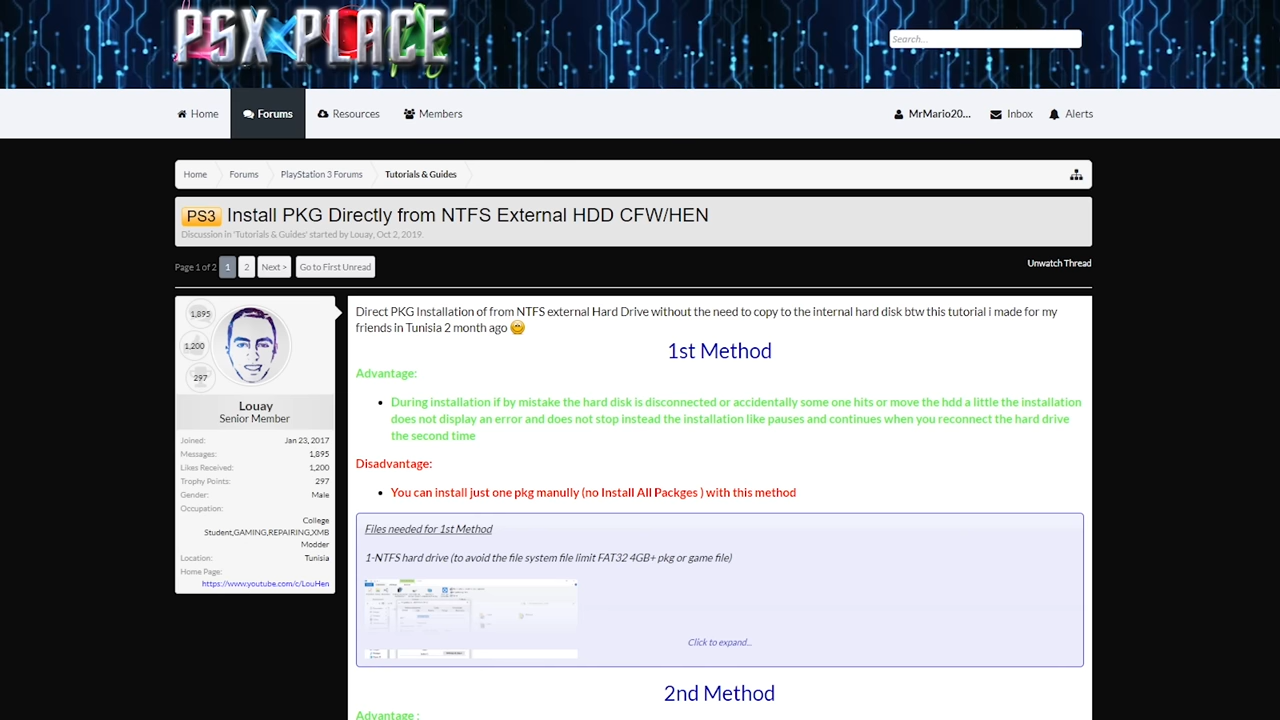 PSX PLACE
Search...
Home
Forums
Resources
Members
MrMario20...
Inbox
Alerts
Home
Forums
PlayStation 3 Forums
Tutorials & Guides
PS3 Install PKG Directly from NTFS External HDD CFW/HEN
Discussion in 'Tutorials & Guides' started by Louay, Oct 2, 2019.
Page 1 of 2
1
2
Next >
Go to First Unread
Unwatch Thread
1,895
1,200
297
Louay
Senior Member
Joined: Jan 23, 2017
Messages: 1,895
Likes Received: 1,200
Trophy Points: 297
Gender: Male
Occupation:
College
Student,GAMING,REPAIRING,XMB
Modder
Location: Tunisia
Home Page:
https://www.youtube.com/c/LouHen
Direct PKG Installation of from NTFS external Hard Drive without the need to copy to the internal hard disk btw this tutorial i made for my
friends in Tunisia 2 month ago
1st Method
Advantage:
During installation if by mistake the hard disk is disconnected or accidentally some one hits or move the hdd a little the installation
does not display an error and does not stop instead the installation like pauses and continues when you reconnect the hard drive
the second time
Disadvantage:
You can install just one pkg manully (no Install All Packges ) with this method
Files needed for 1st Method
1-NTFS hard drive (to avoid the file system file limit FAT32 4GB+ pkg or game file)
Click to expand...
2nd Method
Advantage :